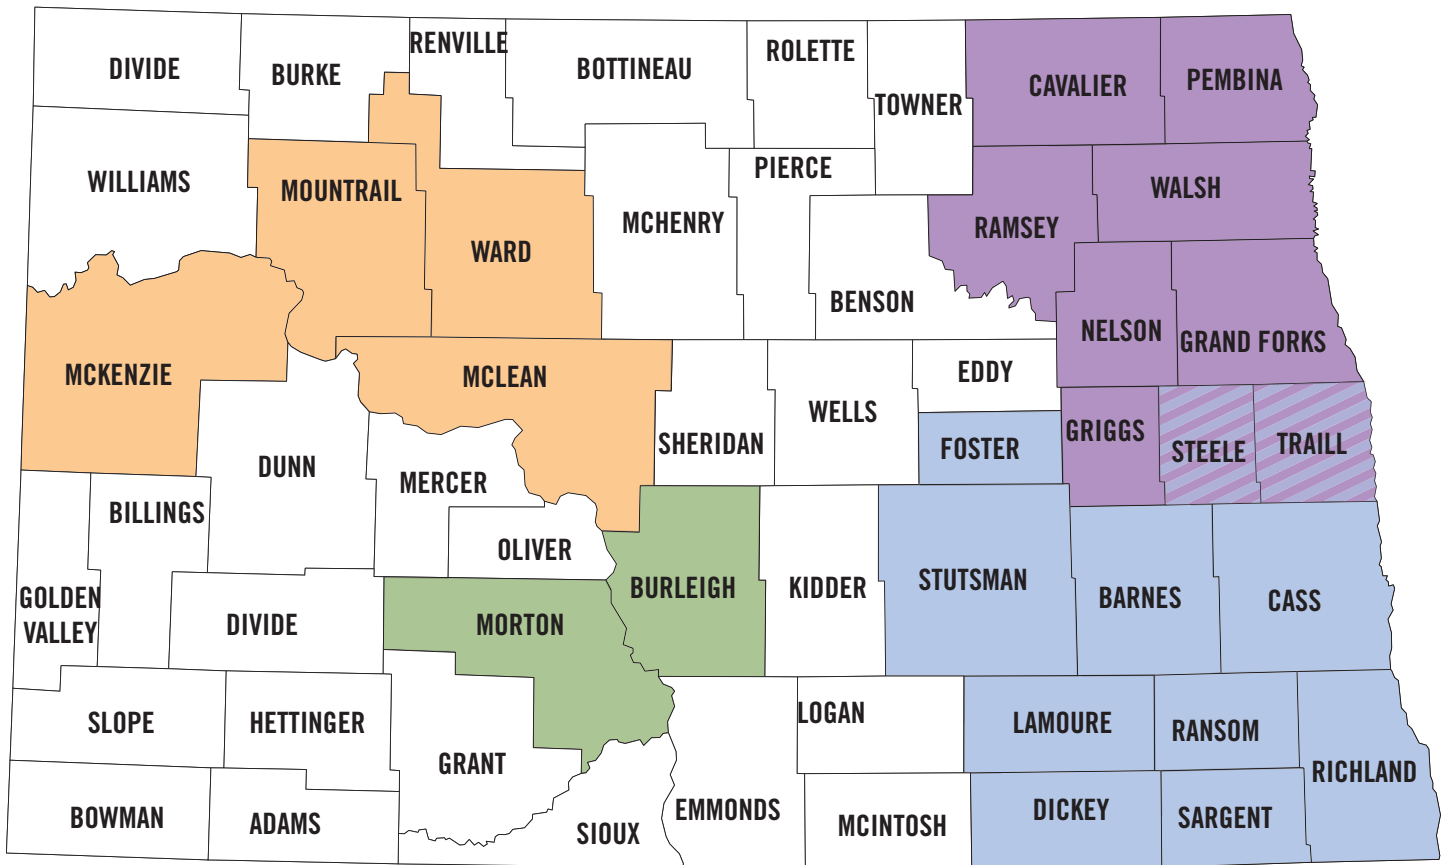 DIVIDE
BURKE
RENVILLE
BOTTINEAU
ROLETTE
TOWNER
CAVALIER
PEMBINA
WILLIAMS
MOUNTRAIL
WARD
MCHENRY
PIERCE
BENSON
RAMSEY
WALSH
MCKENZIE
MCLEAN
SHERIDAN
WELLS
EDDY
FOSTER
NELSON
GRAND FORKS
GRIGGS
STEELE
TRAILL
DUNN
MERCER
BILLINGS
OLIVER
GOLDEN
VALLEY
DIVIDE
MORTON
BURLEIGH
KIDDER
STUTSMAN
BARNES
CASS
SLOPE
HETTINGER
GRANT
LOGAN
LAMOURE
RANSOM
RICHLAND
BOWMAN
ADAMS
SIOUX
EMMONDS
MCINTOSH
DICKEY
SARGENT